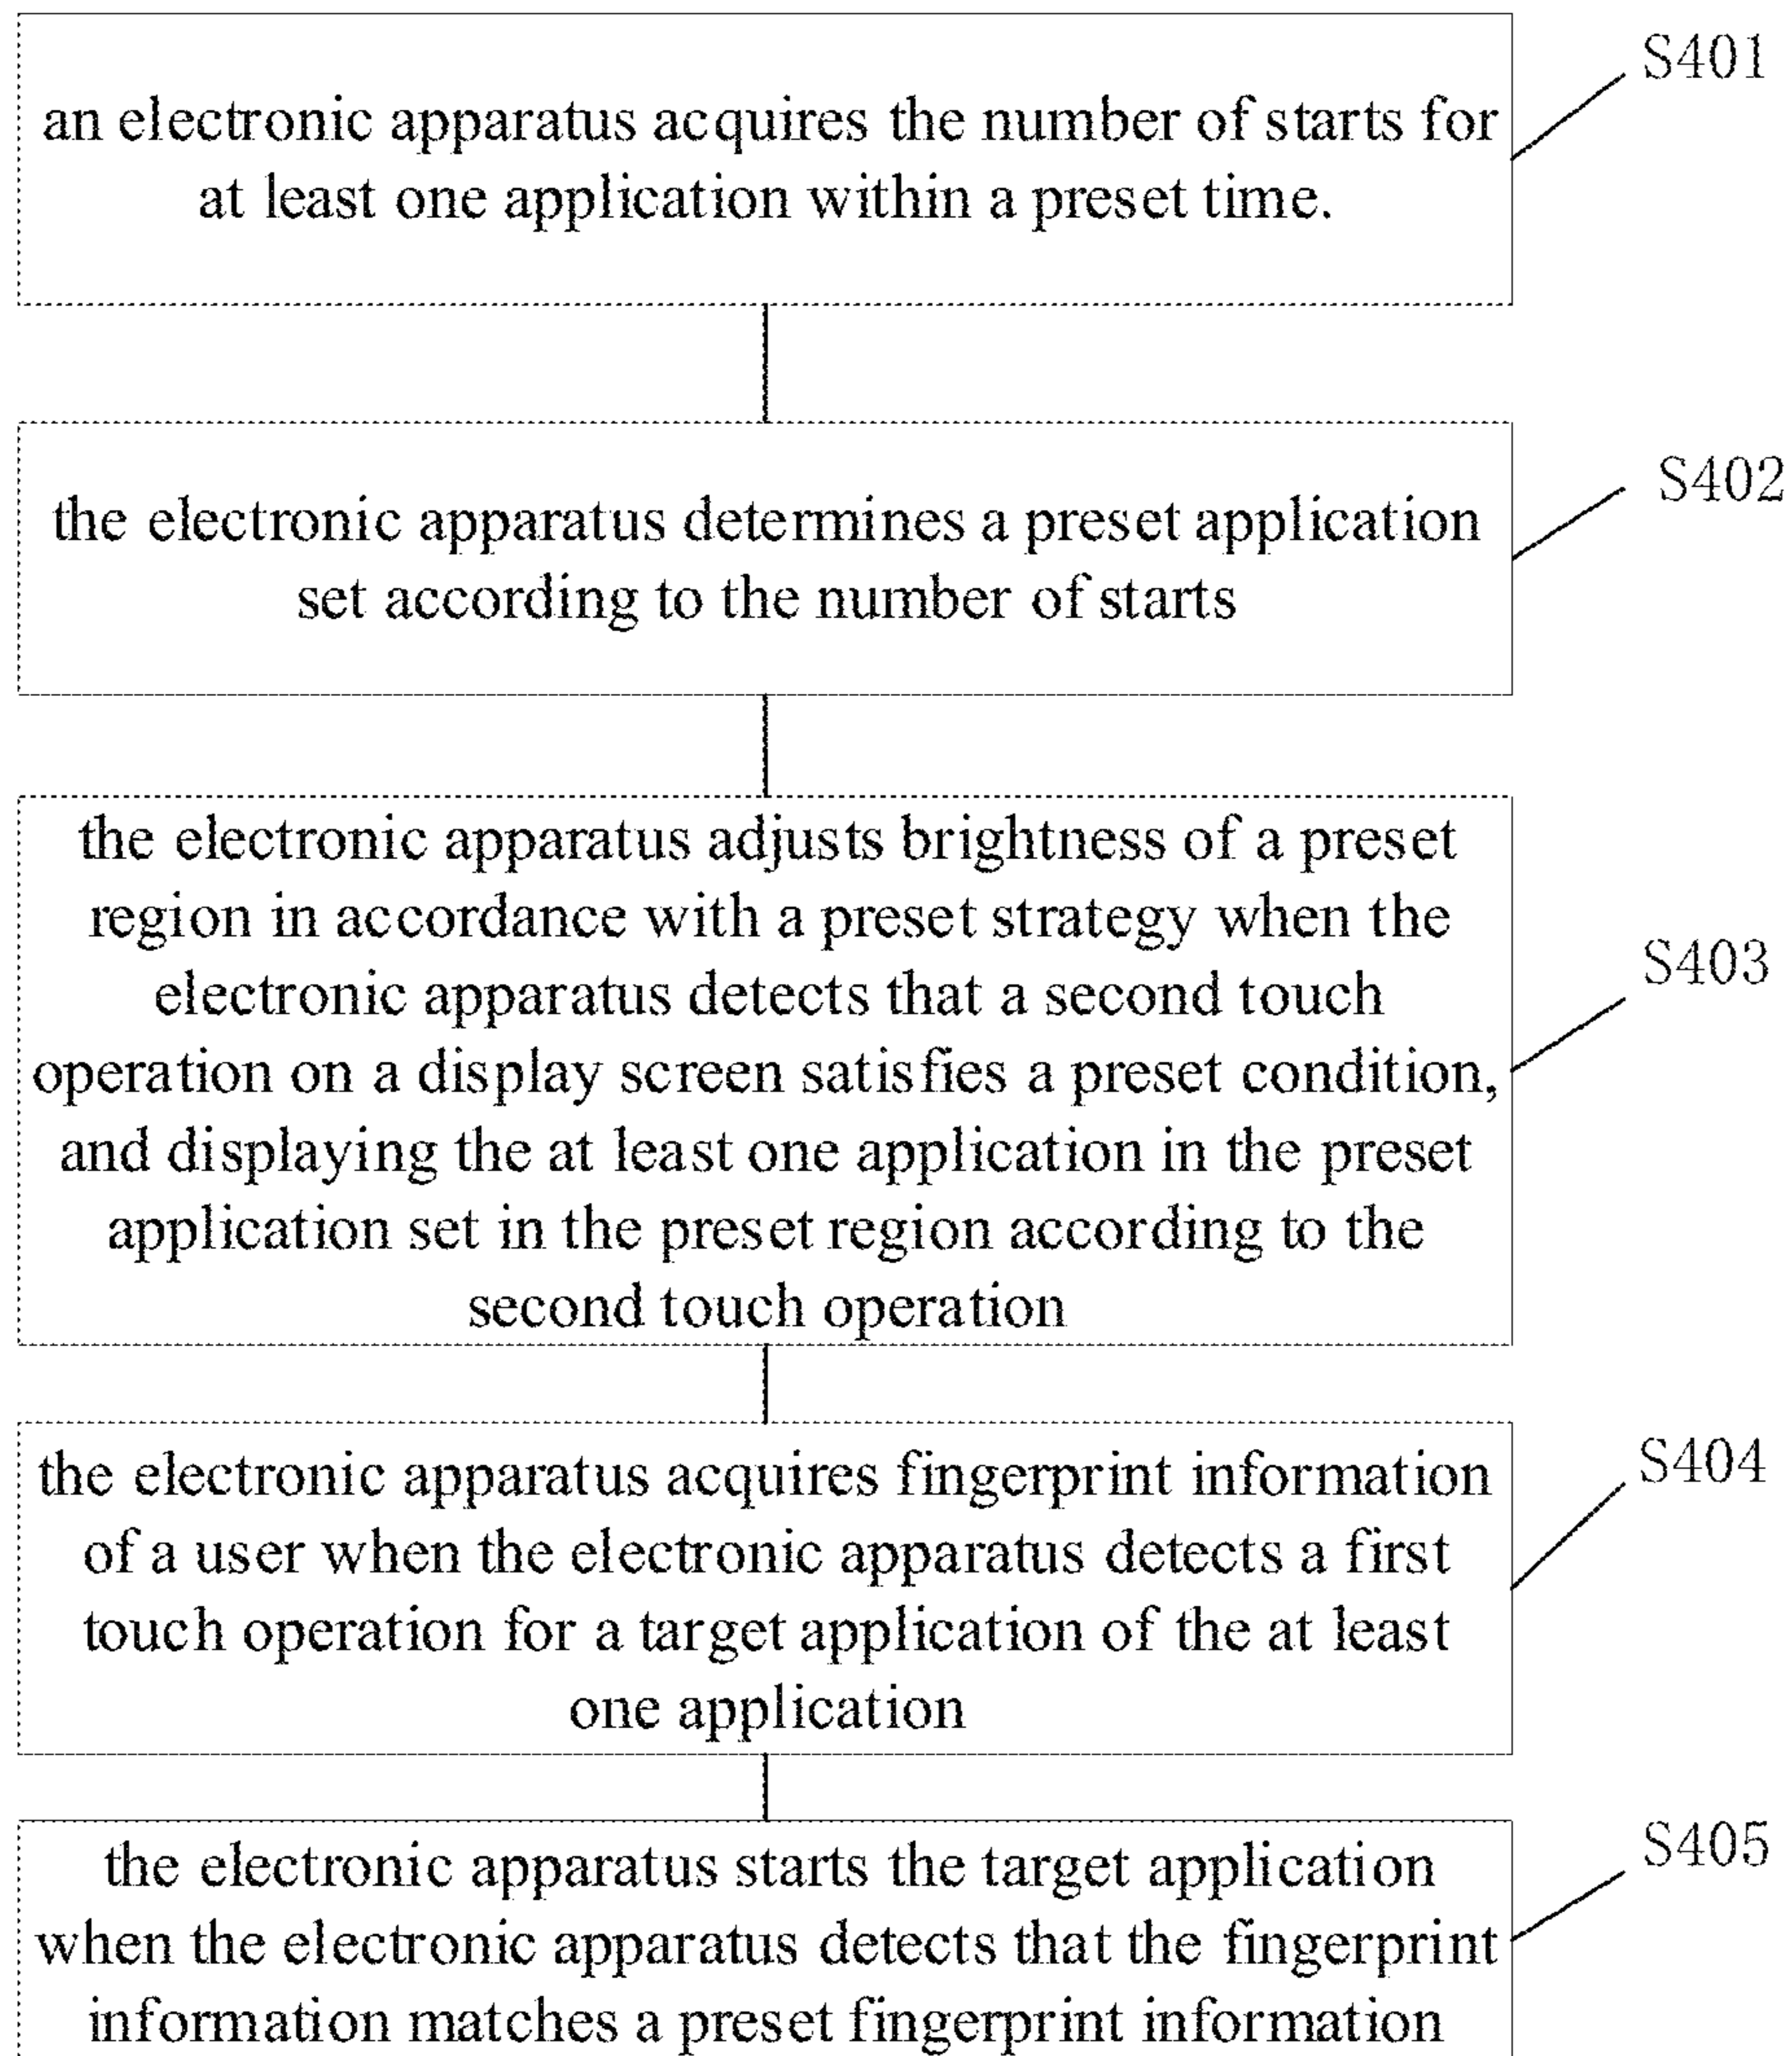 S401
an electronic apparatus acquires the number of starts for
at least one application within a preset time.
S402
the electronic apparatus determines a preset application
set according to the number of starts
the electronic apparatus adjusts brightness of a preset
region in accordance with a preset strategy when the
S403
electronic apparatus detects that a second touch
operation on a display screen satisfies a preset condition,
and displaying the at least one application in the preset
application set in the preset region according to the
second touch operation
S404
the electronic apparatus acquires fingerprint information
of a user when the electronic apparatus detects a first
touch operation for a target application of the at least
one application
S405
the electronic apparatus starts the target application
when the electronic apparatus detects that the fingerprint
information matches a preset fingerprint information